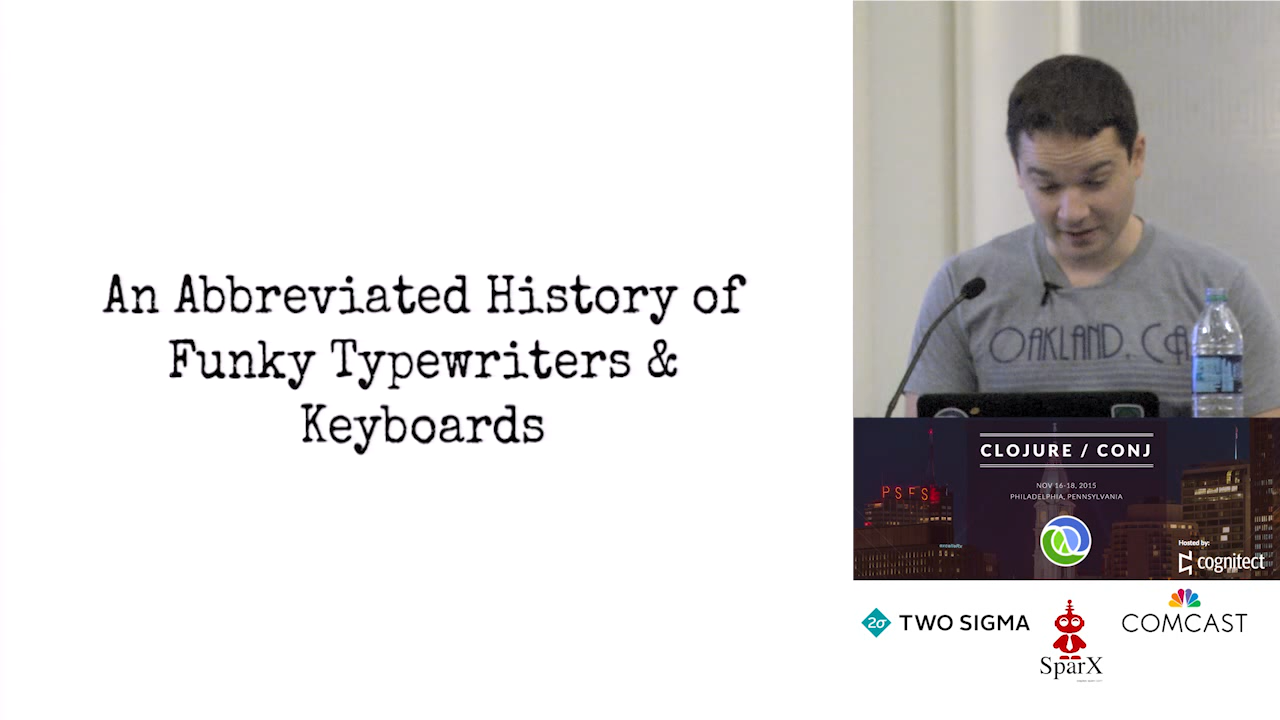 An Abbreviated History of
Funky Typewriters &
Keyboards
OAKLAND, CA
CLOJURE / CONJ
NOV 16-18, 2015
PHILADELPHIA, PENNSYLVANIA
PSFS
Hosted by:
cognitect
2σ TWO SIGMA
SparX
COMCAST